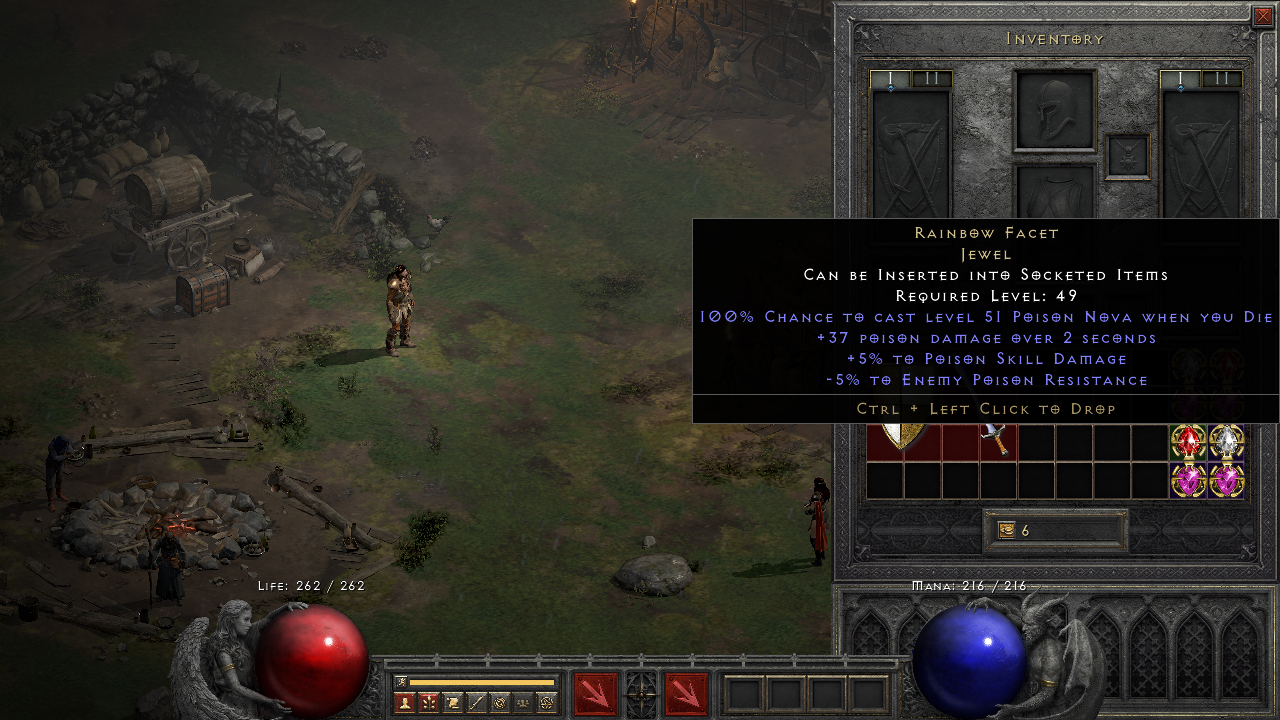 Inventory
I II I II
Rainbow Facet
Jewel
Can be Inserted into Socketed Items
Required Level: 49
100% Chance to cast level 51 Poison Nova when you Die
+37 poison damage over 2 seconds
+5% to Poison Skill Damage
-5% to Enemy Poison Resistance
Ctrl + Left Click to Drop
6
Life: 262 / 262
Mana: 216 / 216